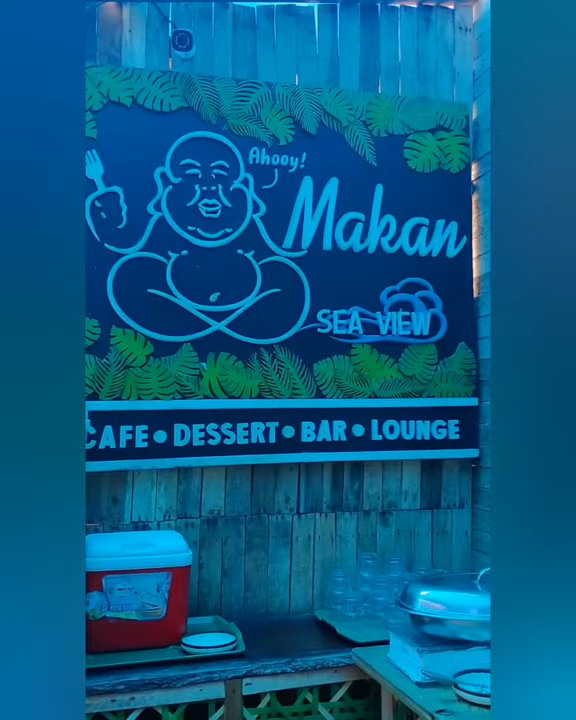 Ahooy!
Makan
SEA VIEW
CAFE • DESSERT • BAR • LOUNGE